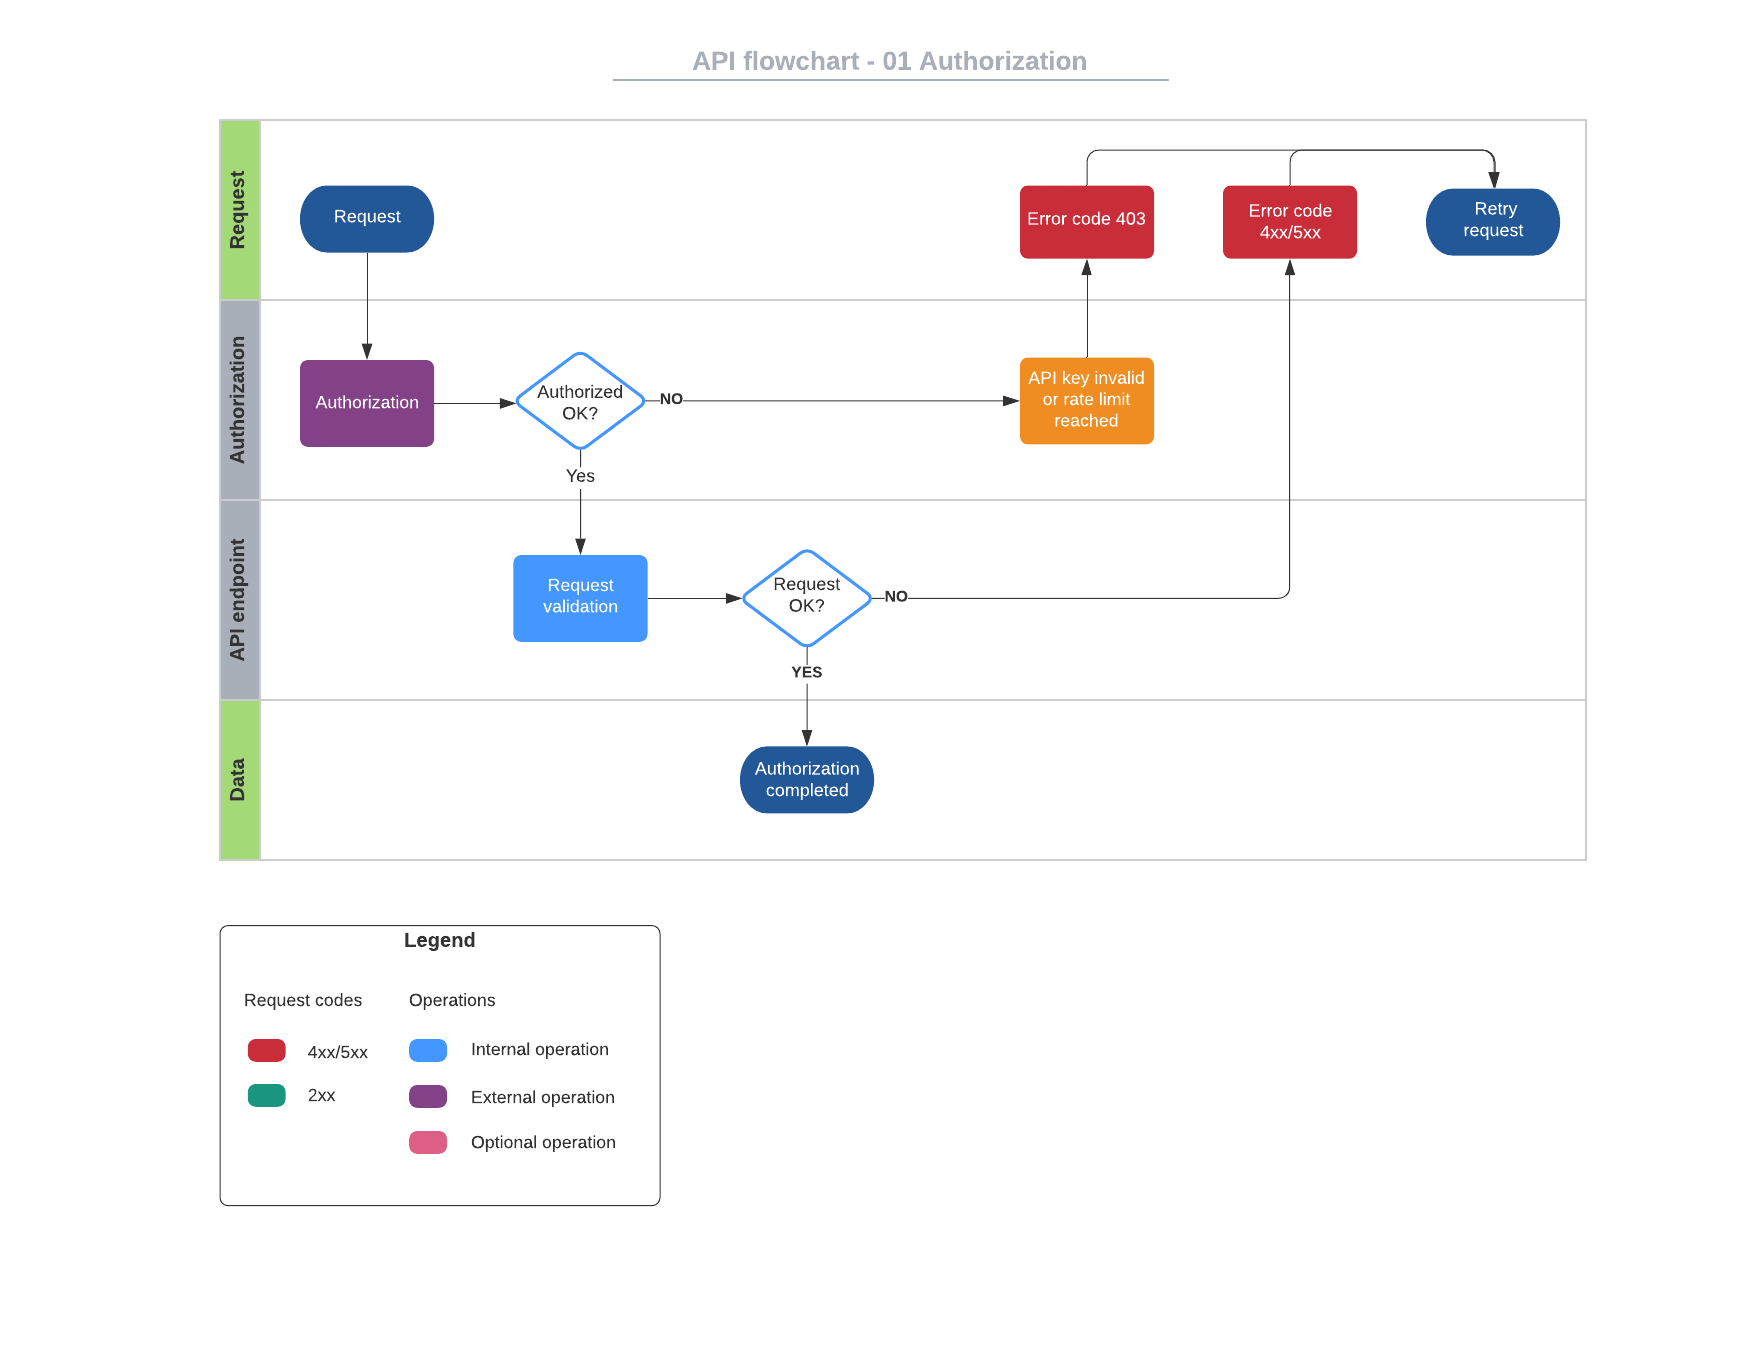 API flowchart - 01 Authorization
Request
Request
Error code 403
Error code
4xx/5xx
Retry
request
Authorization
Authorization
Authorized
OK?
NO
API key invalid
or rate limit
reached
Yes
API endpoint
Request
validation
Request
OK?
NO
YES
Data
Authorization
completed
Legend
Request codes
Operations
4xx/5xx
Internal operation
2xx
External operation
Optional operation